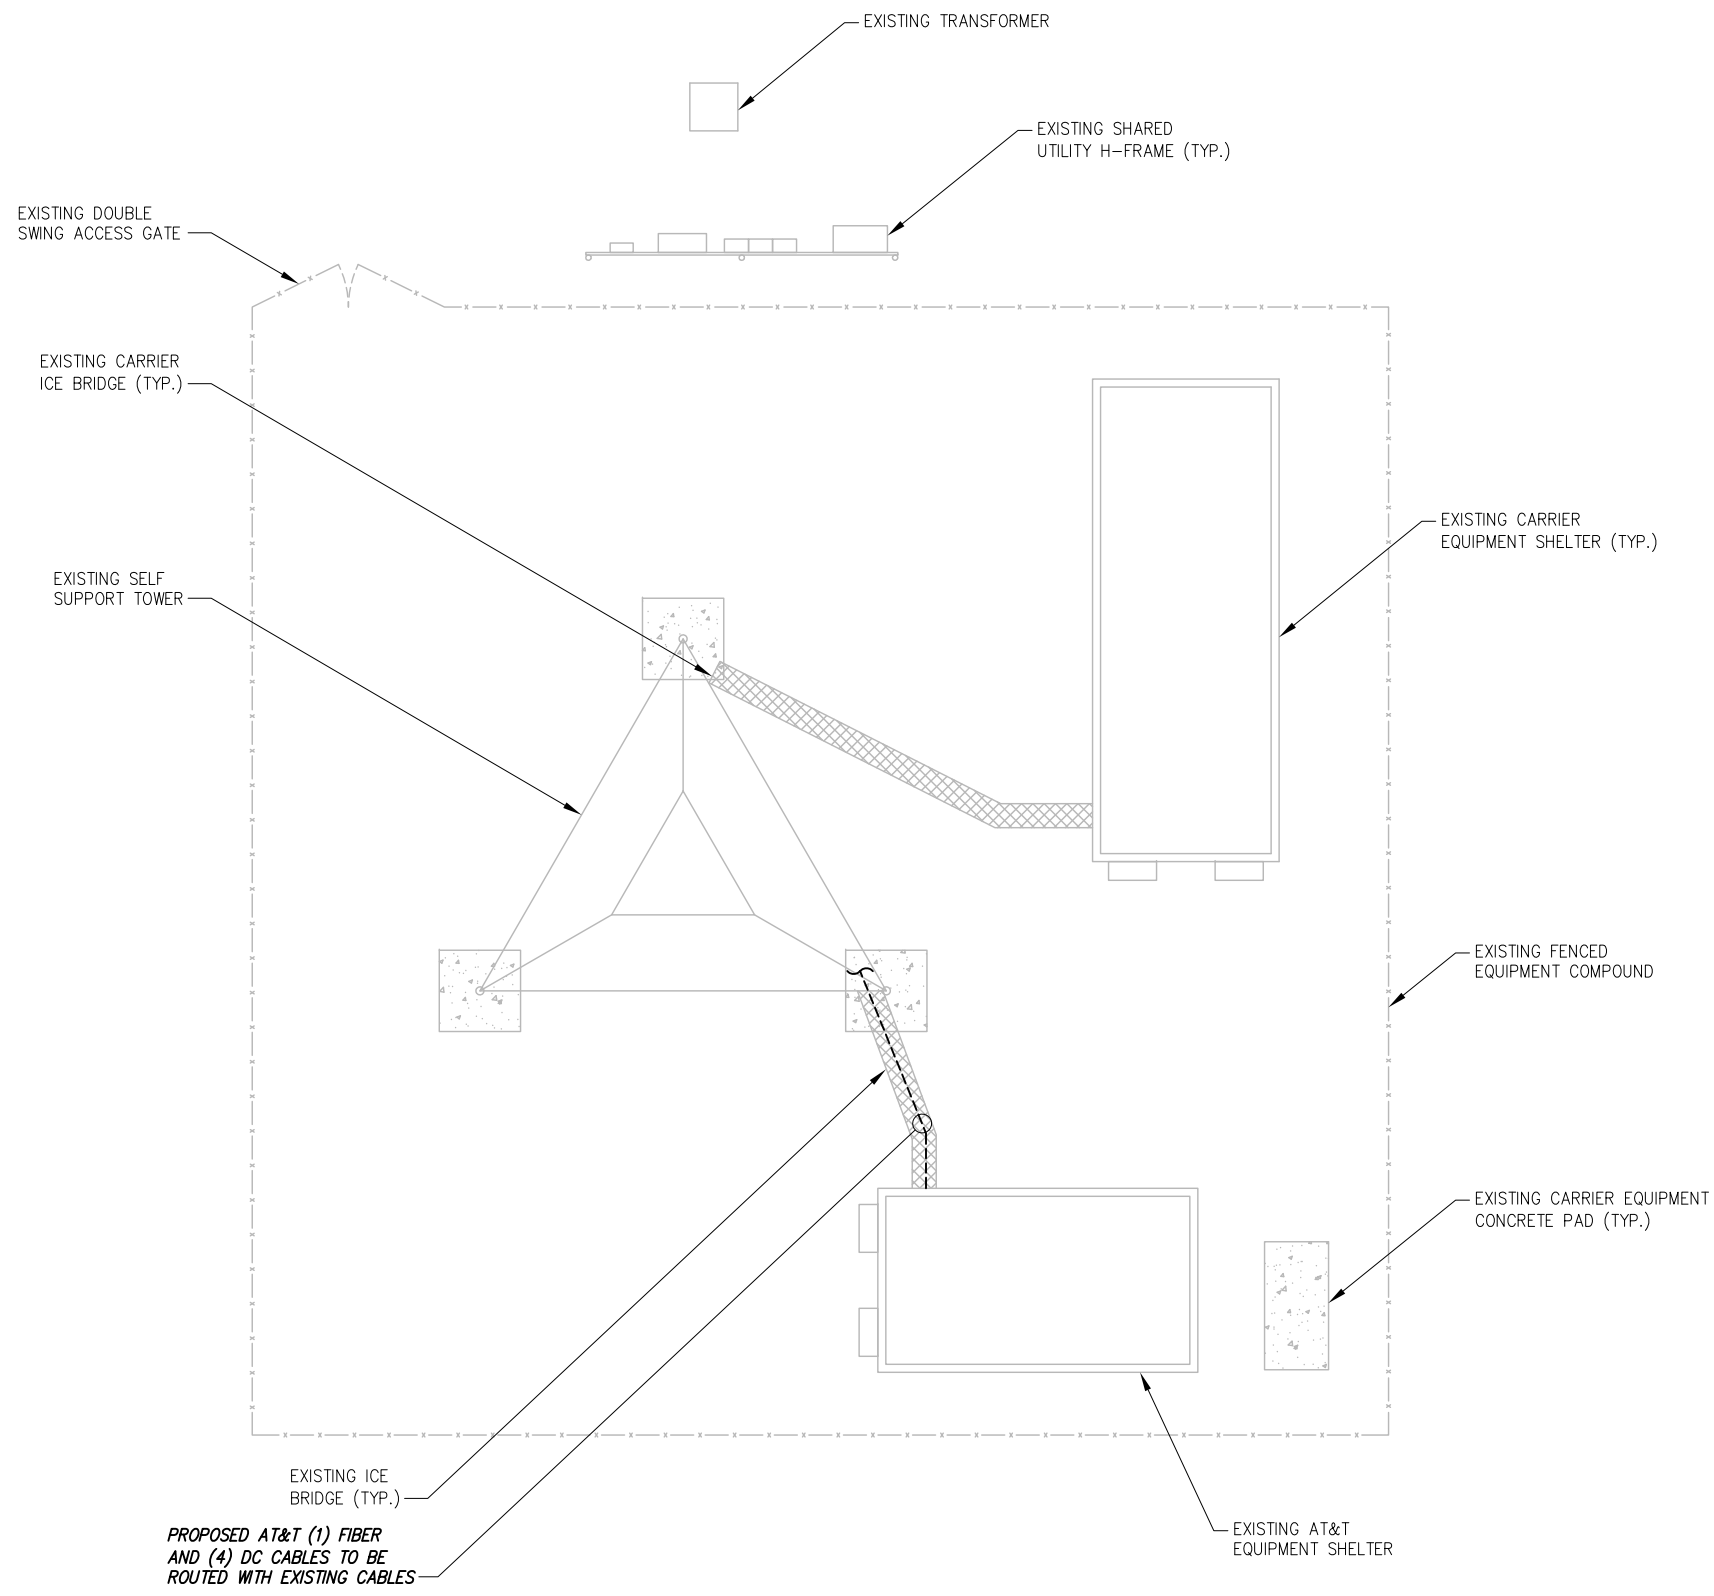 EXISTING TRANSFORMER
EXISTING SHARED
UTILITY H-FRAME (TYP.)
EXISTING DOUBLE
SWING ACCESS GATE
EXISTING CARRIER
ICE BRIDGE (TYP.)
EXISTING CARRIER
EQUIPMENT SHELTER (TYP.)
EXISTING SELF
SUPPORT TOWER
EXISTING FENCED
EQUIPMENT COMPOUND
EXISTING CARRIER EQUIPMENT
CONCRETE PAD (TYP.)
EXISTING ICE
BRIDGE (TYP.)
PROPOSED AT&T (1) FIBER
AND (4) DC CABLES TO BE
ROUTED WITH EXISTING CABLES
EXISTING AT&T
EQUIPMENT SHELTER